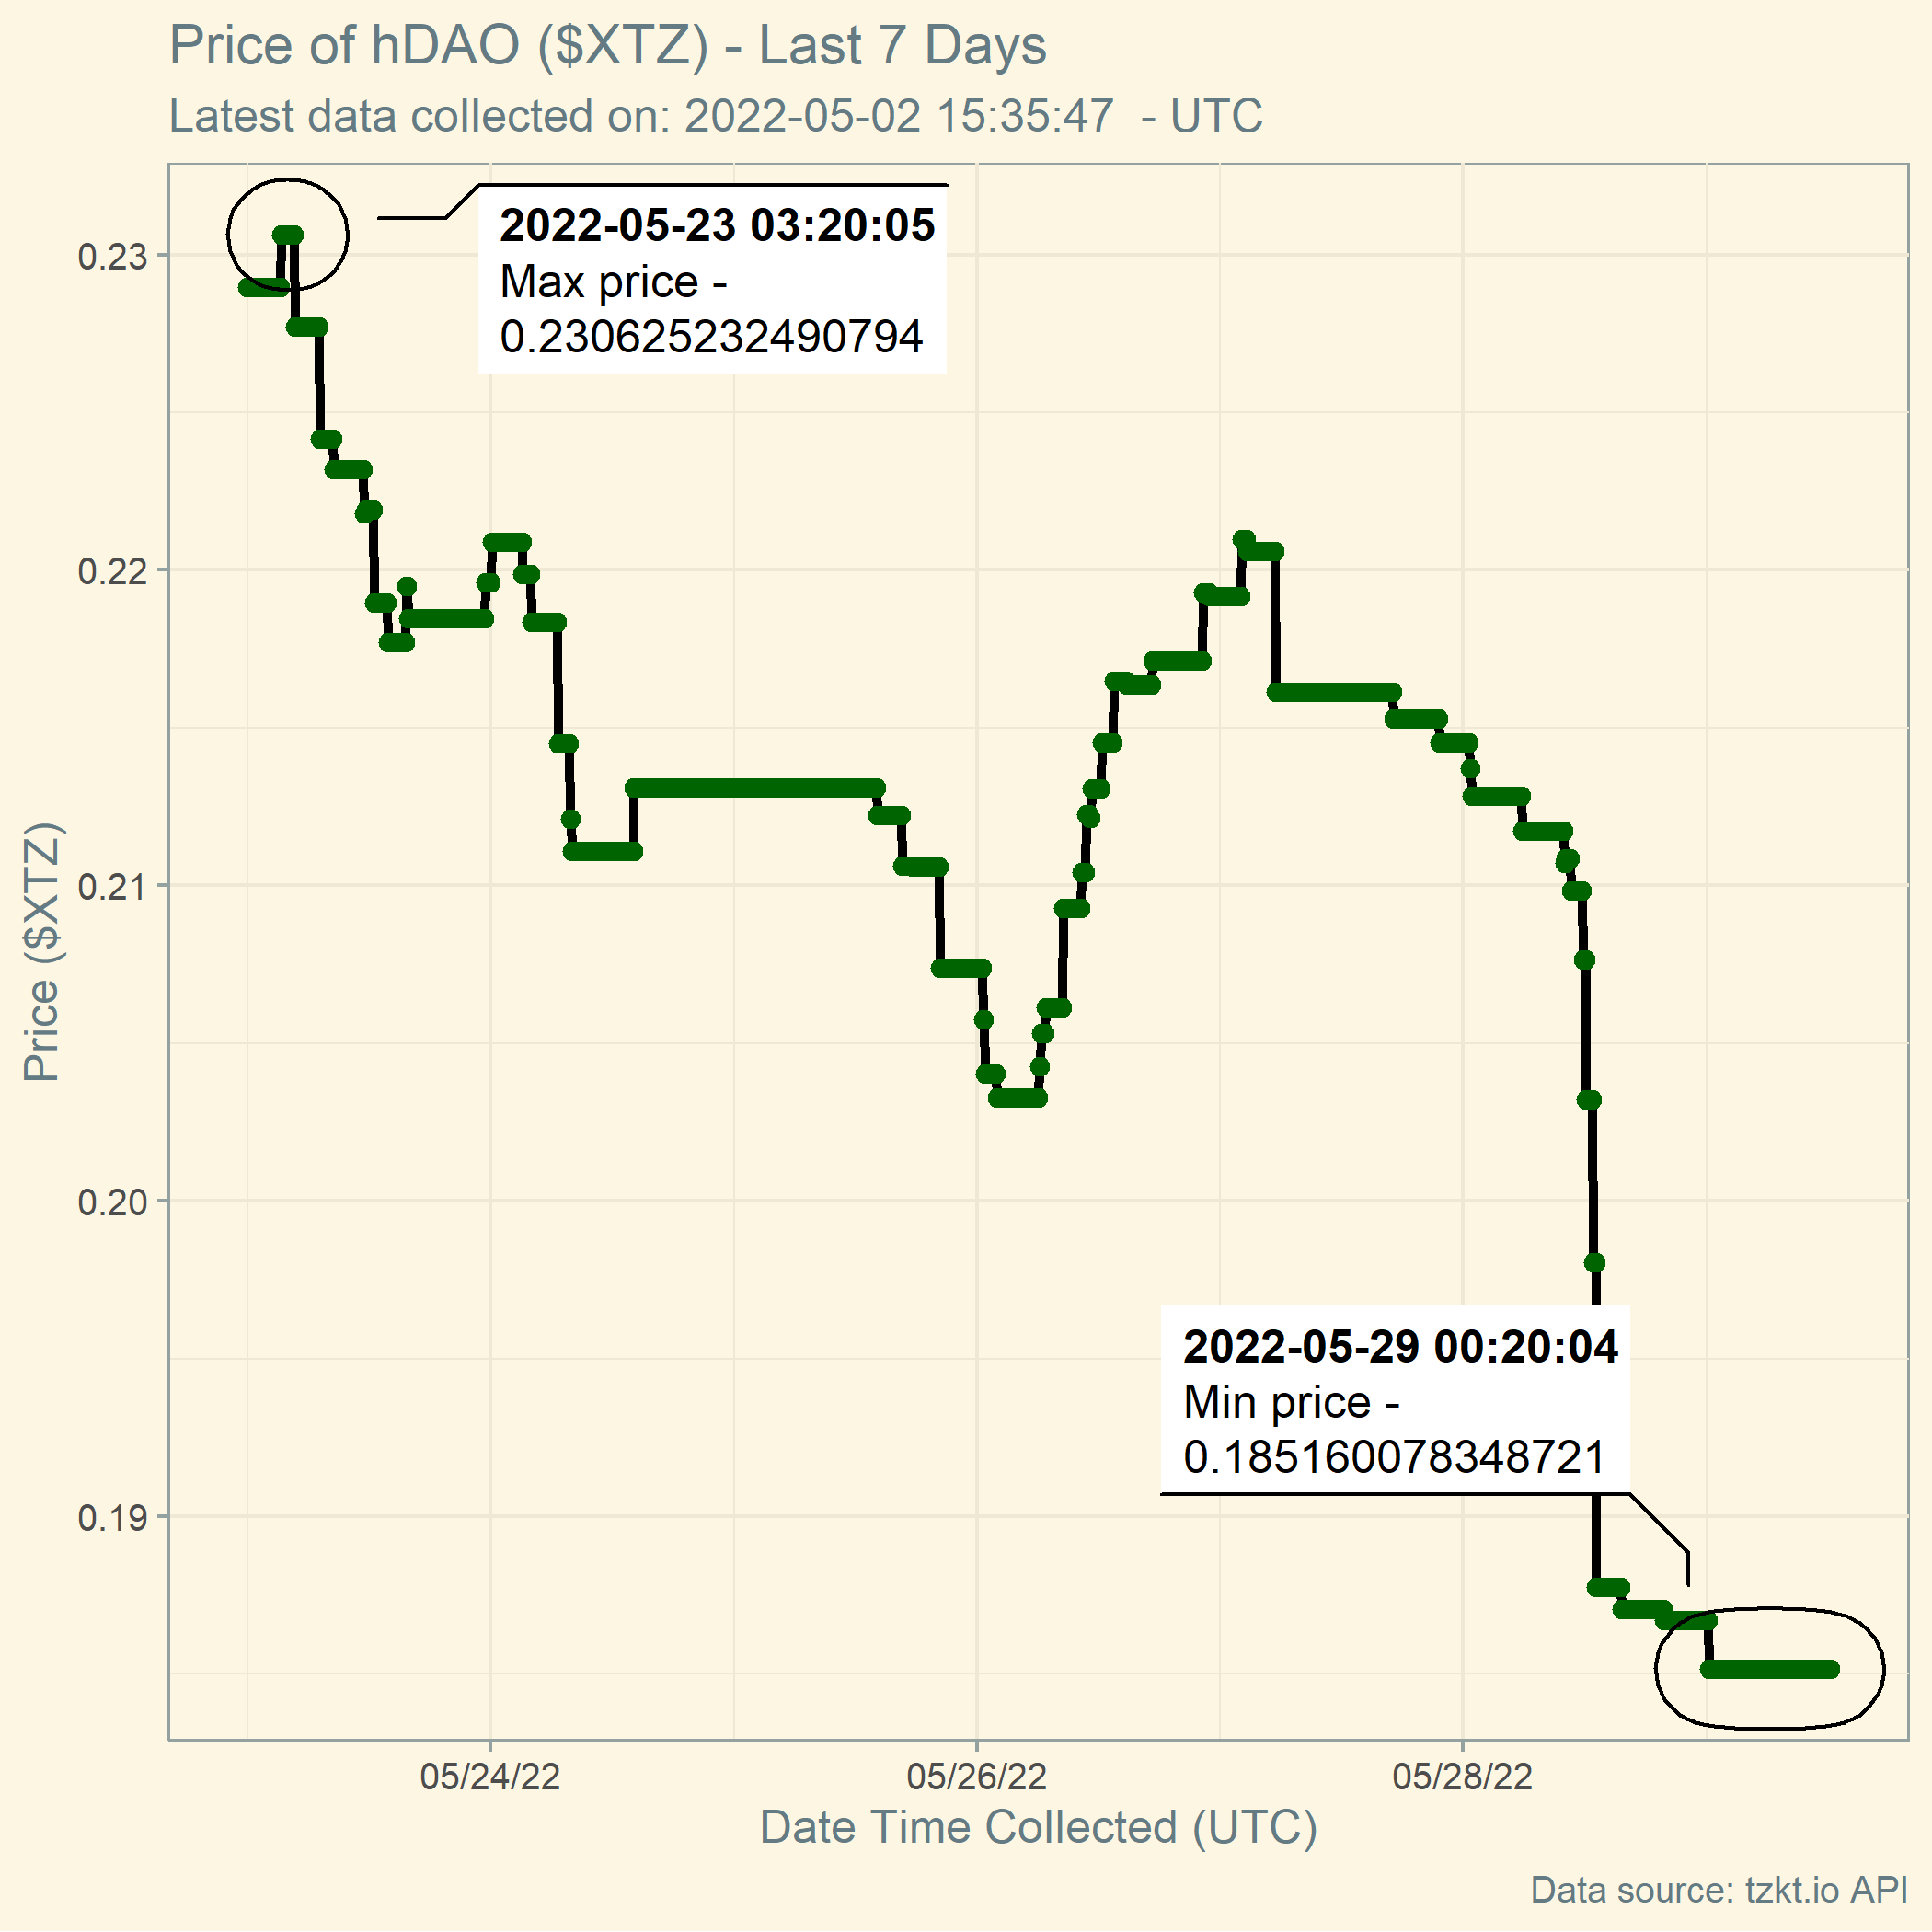 Price of hDAO ($XTZ) - Last 7 Days
Latest data collected on: 2022-05-02 15:35:47  - UTC
2022-05-23 03:20:05
Max price -
0.230625232490794
0.23
0.22
0.21
0.20
0.19
Price ($XTZ)
2022-05-29 00:20:04
Min price -
0.185160078348721
05/24/22
05/26/22
05/28/22
Date Time Collected (UTC)
Data source: tzkt.io API